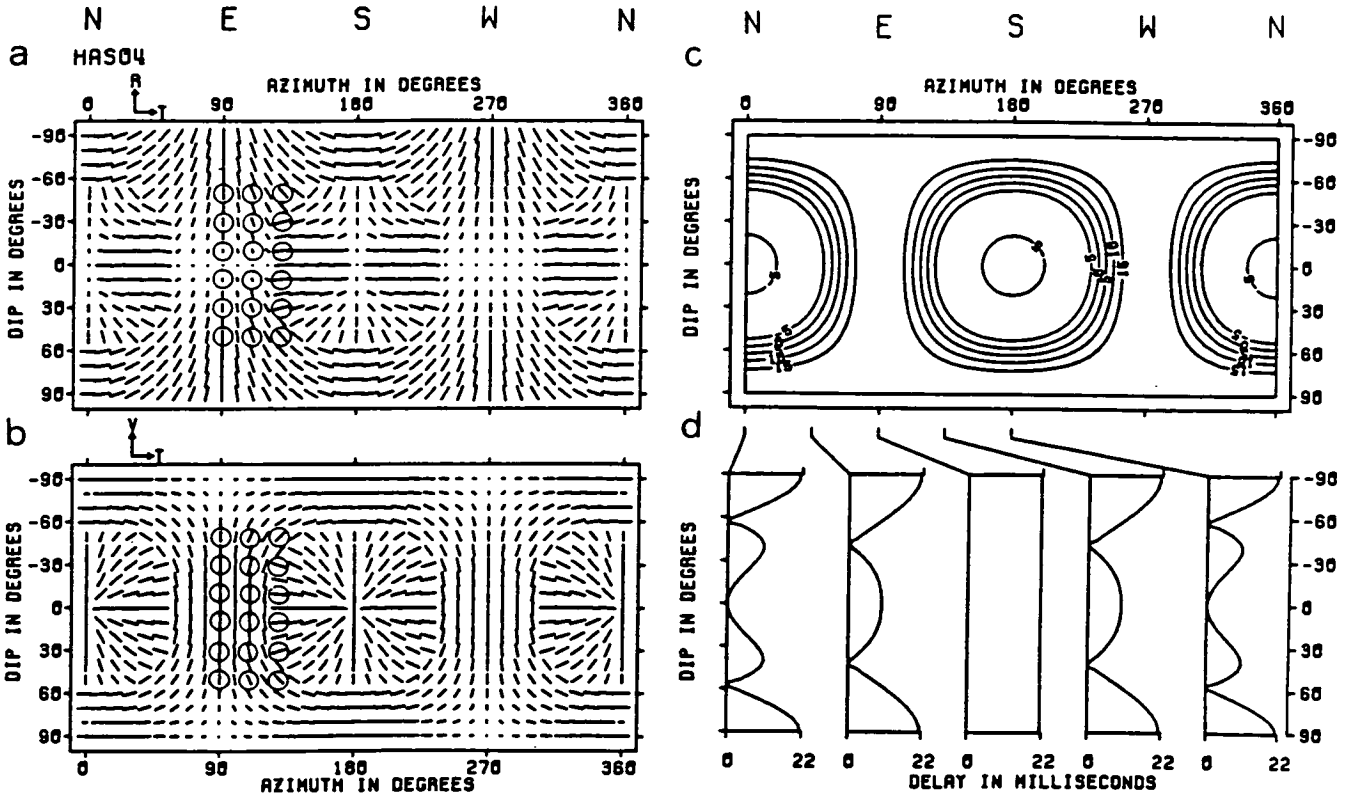 N E S W N
a
HAS04
R
T
AZIMUTH IN DEGREES
0 90 180 270 360
DIP IN DEGREES
-90
-60
-30
0
30
60
90
b
V
T
DIP IN DEGREES
-90
-60
-30
0
30
60
90
0 90 180 270 360
AZIMUTH IN DEGREES
N E S W N
c
AZIMUTH IN DEGREES
0 90 180 270 360
DIP IN DEGREES
-90
-60
-30
0
30
60
90
d
DIP IN DEGREES
-90
-60
-30
0
30
60
90
0 22 0 22 0 22 0 22 0 22
DELAY IN MILLISECONDS